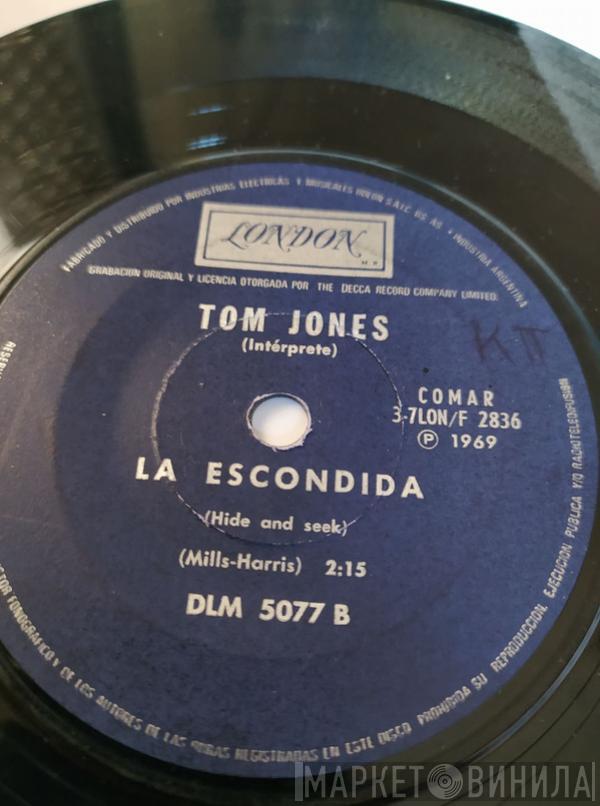 FABRICADO Y DISTRIBUIDO POR INDUSTRIAS ELECTRICAS Y MUSICALES ODEON S.A.I.C. BS. AS. • INDUSTRIA ARGENTINA
LONDON
M.R.
GRABACION ORIGINAL Y LICENCIA OTORGADA POR THE DECCA RECORD COMPANY LIMITED.
TOM JONES
(Intérprete)
KΠ
COMAR
3-7LON/F 2836
Ⓟ 1969
LA ESCONDIDA
(Hide and seek)
(Mills-Harris) 2:15
DLM 5077 B
FONOGRAFICO Y DE LOS AUTORES DE LAS OBRAS REGISTRADAS EN ESTE DISCO PROHIBIDA SU REPRODUCCION, EJECUCION PUBLICA Y/O RADIOTELEDIFUSION
МАРКЕТ ВИНИЛА